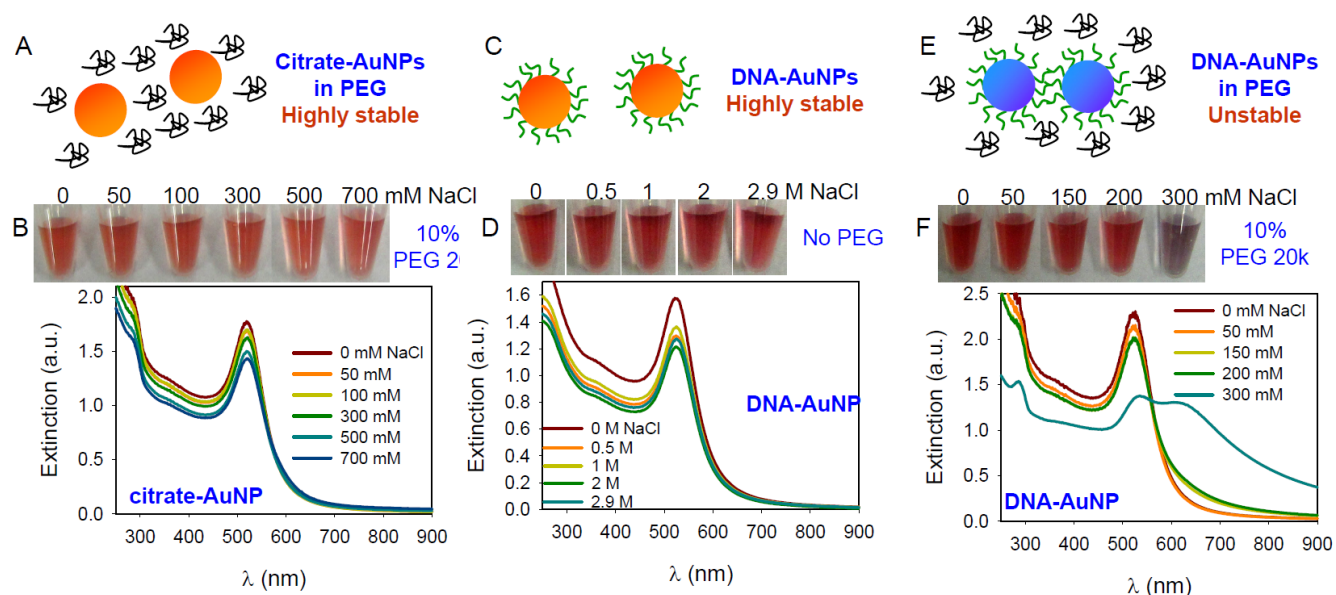 A
Citrate-AuNPs
in PEG
Highly stable
0 50 100 300 500 700 mM NaCl
B
10%
PEG 20
2.0
1.5
1.0
0.5
0.0
Extinction (a.u.)
0 mM NaCl
50 mM
100 mM
300 mM
500 mM
700 mM
citrate-AuNP
300 400 500 600 700 800 900
λ (nm)
C
DNA-AuNPs
Highly stable
0 0.5 1 2 2.9 M NaCl
D
No PEG
1.6
1.4
1.2
1.0
0.8
0.6
0.4
0.2
0.0
Extinction (a.u.)
DNA-AuNP
0 M NaCl
0.5 M
1 M
2 M
2.9 M
300 400 500 600 700 800 900
λ (nm)
E
DNA-AuNPs
in PEG
Unstable
0 50 150 200 300 mM NaCl
F
10%
PEG 20k
2.5
2.0
1.5
1.0
0.5
0.0
Extinction (a.u.)
0 mM NaCl
50 mM
150 mM
200 mM
300 mM
DNA-AuNP
300 400 500 600 700 800 900
λ (nm)